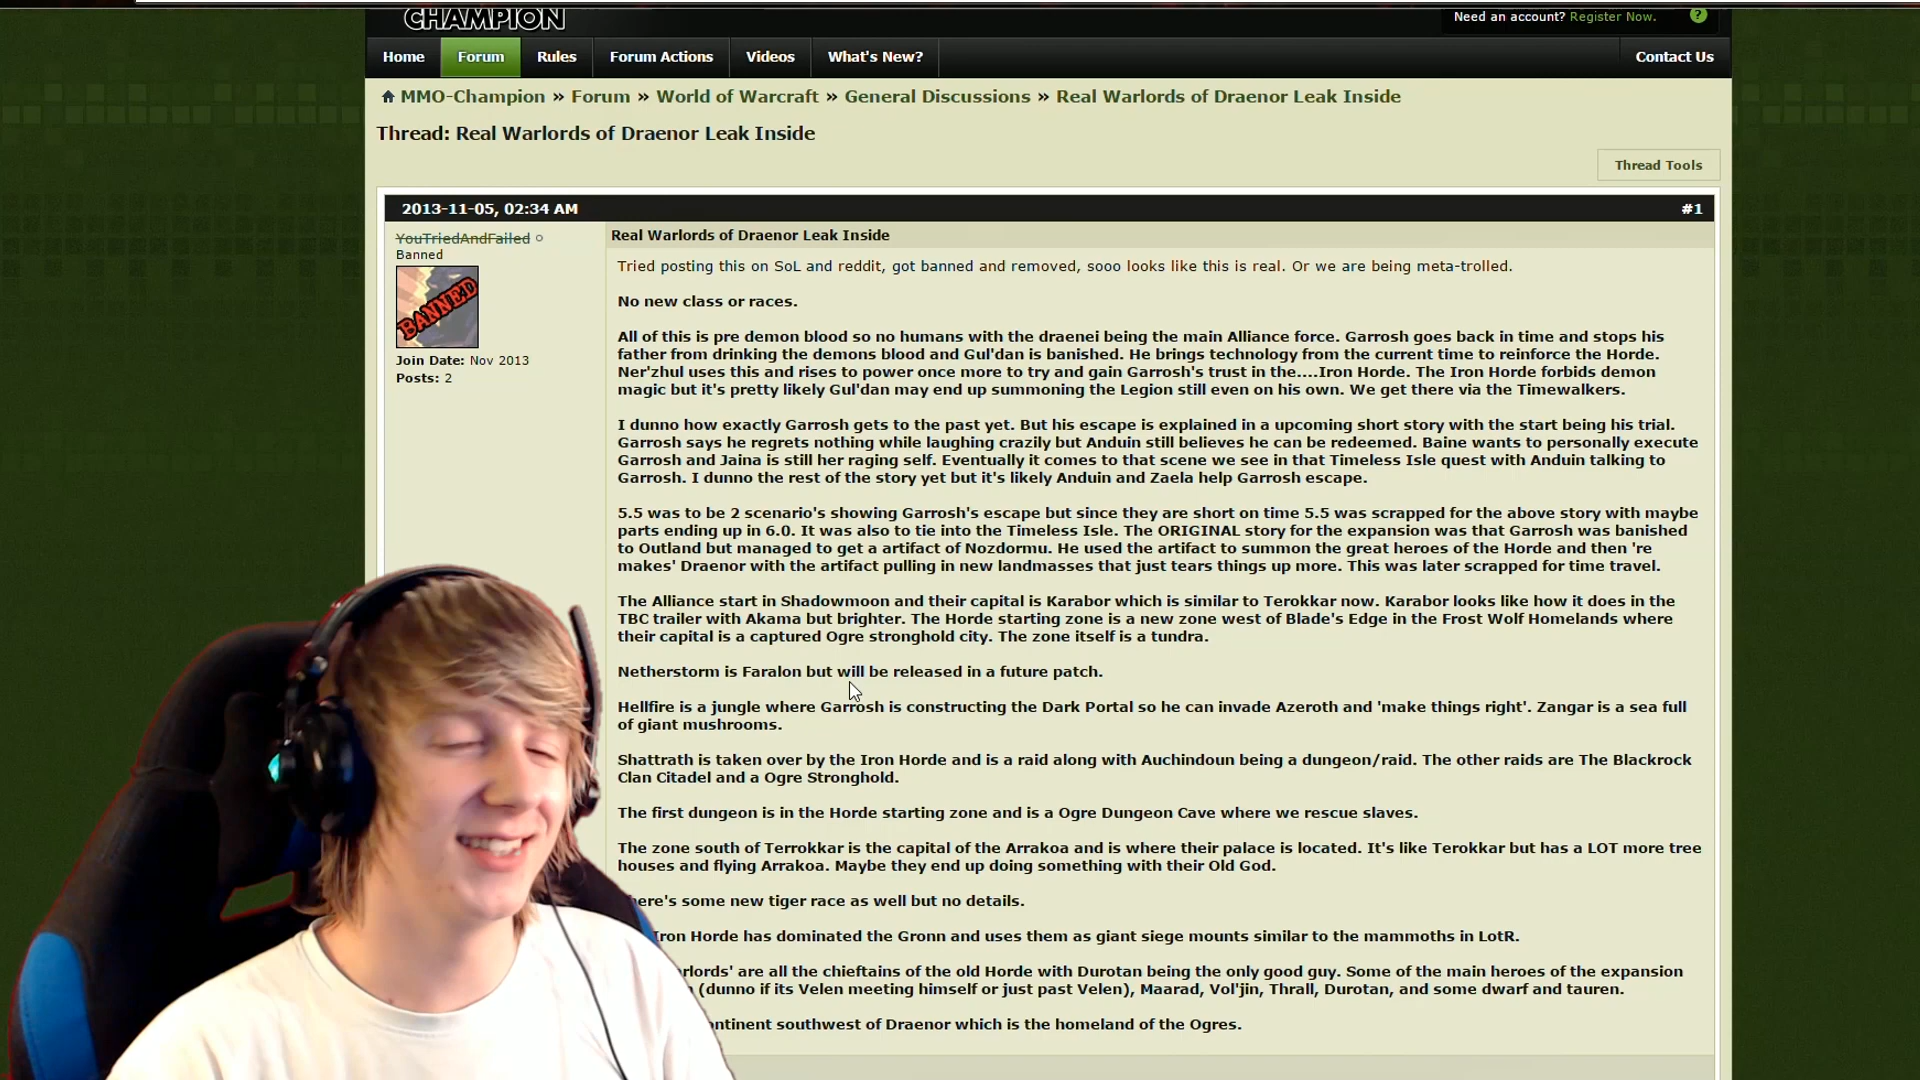 CHAMPION
Need an account? Register Now.
?
Home Forum Rules Forum Actions Videos What's New? Contact Us
MMO-Champion » Forum » World of Warcraft » General Discussions » Real Warlords of Draenor Leak Inside
Thread: Real Warlords of Draenor Leak Inside
Thread Tools
2013-11-05, 02:34 AM #1
YouTriedAndFailed
Banned
BANNED
Join Date: Nov 2013
Posts: 2
Real Warlords of Draenor Leak Inside
Tried posting this on SoL and reddit, got banned and removed, sooo looks like this is real. Or we are being meta-trolled.
No new class or races.
All of this is pre demon blood so no humans with the draenei being the main Alliance force. Garrosh goes back in time and stops his
father from drinking the demons blood and Gul'dan is banished. He brings technology from the current time to reinforce the Horde.
Ner'zhul uses this and rises to power once more to try and gain Garrosh's trust in the....Iron Horde. The Iron Horde forbids demon
magic but it's pretty likely Gul'dan may end up summoning the Legion still even on his own. We get there via the Timewalkers.
I dunno how exactly Garrosh gets to the past yet. But his escape is explained in a upcoming short story with the start being his trial.
Garrosh says he regrets nothing while laughing crazily but Anduin still believes he can be redeemed. Baine wants to personally execute
Garrosh and Jaina is still her raging self. Eventually it comes to that scene we see in that Timeless Isle quest with Anduin talking to
Garrosh. I dunno the rest of the story yet but it's likely Anduin and Zaela help Garrosh escape.
5.5 was to be 2 scenario's showing Garrosh's escape but since they are short on time 5.5 was scrapped for the above story with maybe
parts ending up in 6.0. It was also to tie into the Timeless Isle. The ORIGINAL story for the expansion was that Garrosh was banished
to Outland but managed to get a artifact of Nozdormu. He used the artifact to summon the great heroes of the Horde and then 're
makes' Draenor with the artifact pulling in new landmasses that just tears things up more. This was later scrapped for time travel.
The Alliance start in Shadowmoon and their capital is Karabor which is similar to Terokkar now. Karabor looks like how it does in the
TBC trailer with Akama but brighter. The Horde starting zone is a new zone west of Blade's Edge in the Frost Wolf Homelands where
their capital is a captured Ogre stronghold city. The zone itself is a tundra.
Netherstorm is Faralon but will be released in a future patch.
Hellfire is a jungle where Garrosh is constructing the Dark Portal so he can invade Azeroth and 'make things right'. Zangar is a sea full
of giant mushrooms.
Shattrath is taken over by the Iron Horde and is a raid along with Auchindoun being a dungeon/raid. The other raids are The Blackrock
Clan Citadel and a Ogre Stronghold.
The first dungeon is in the Horde starting zone and is a Ogre Dungeon Cave where we rescue slaves.
The zone south of Terrokkar is the capital of the Arrakoa and is where their palace is located. It's like Terokkar but has a LOT more tree
houses and flying Arrakoa. Maybe they end up doing something with their Old God.
here's some new tiger race as well but no details.
Iron Horde has dominated the Gronn and uses them as giant siege mounts similar to the mammoths in LotR.
rlords' are all the chieftains of the old Horde with Durotan being the only good guy. Some of the main heroes of the expansion
(dunno if its Velen meeting himself or just past Velen), Maarad, Vol'jin, Thrall, Durotan, and some dwarf and tauren.
ntinent southwest of Draenor which is the homeland of the Ogres.